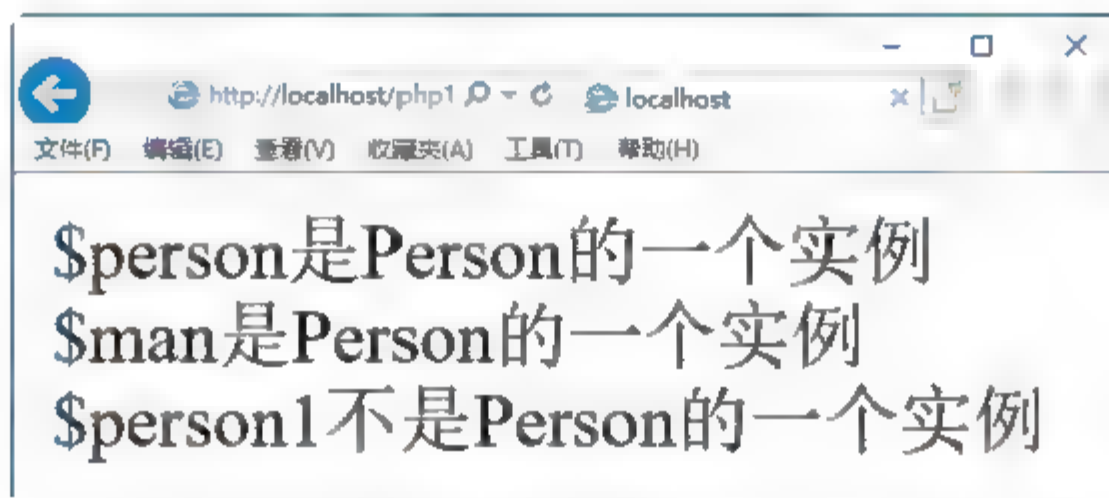 http://localhost/php1 localhost
文件(F) 编辑(E) 查看(V) 收藏夹(A) 工具(T) 帮助(H)
$person是Person的一个实例
$man是Person的一个实例
$person1不是Person的一个实例